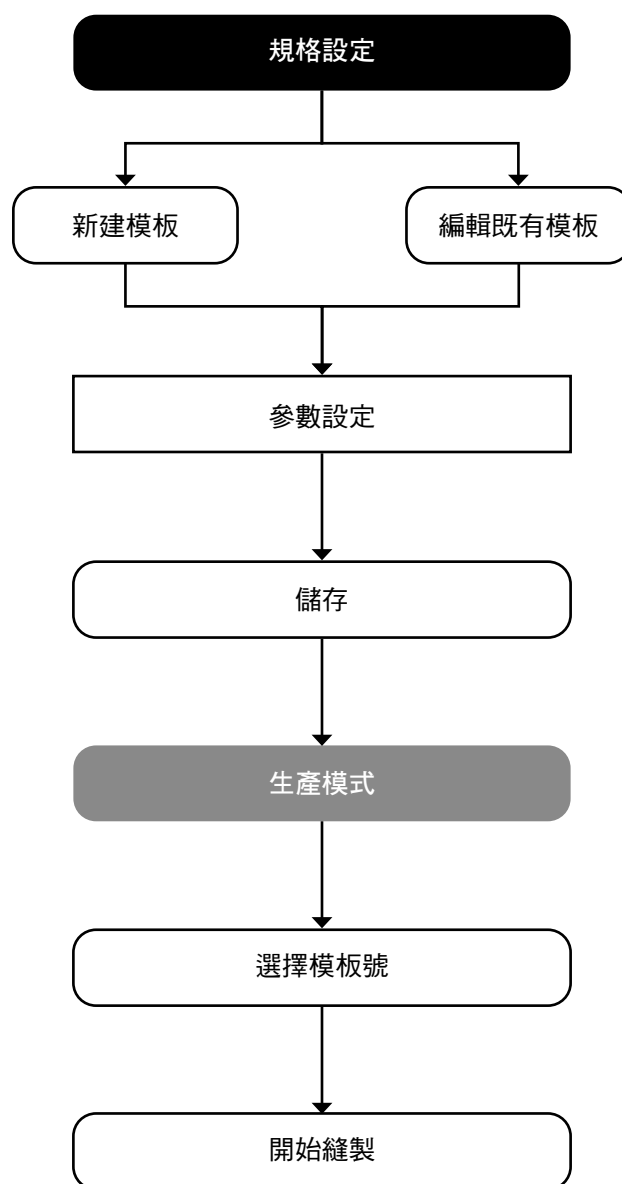 規格設定
新建模板
編輯既有模板
參數設定
儲存
生產模式
選擇模板號
開始縫製